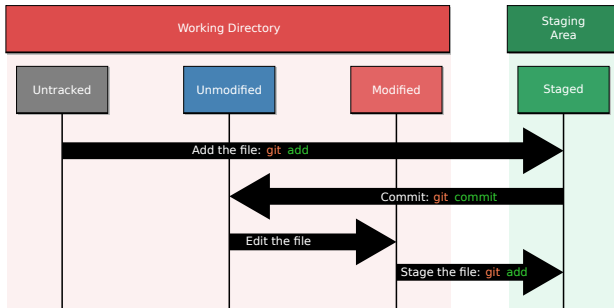 Working Directory
Staging
Area
Untracked
Unmodified
Modified
Staged
Add the file: git add
Commit: git commit
Edit the file
Stage the file: git add